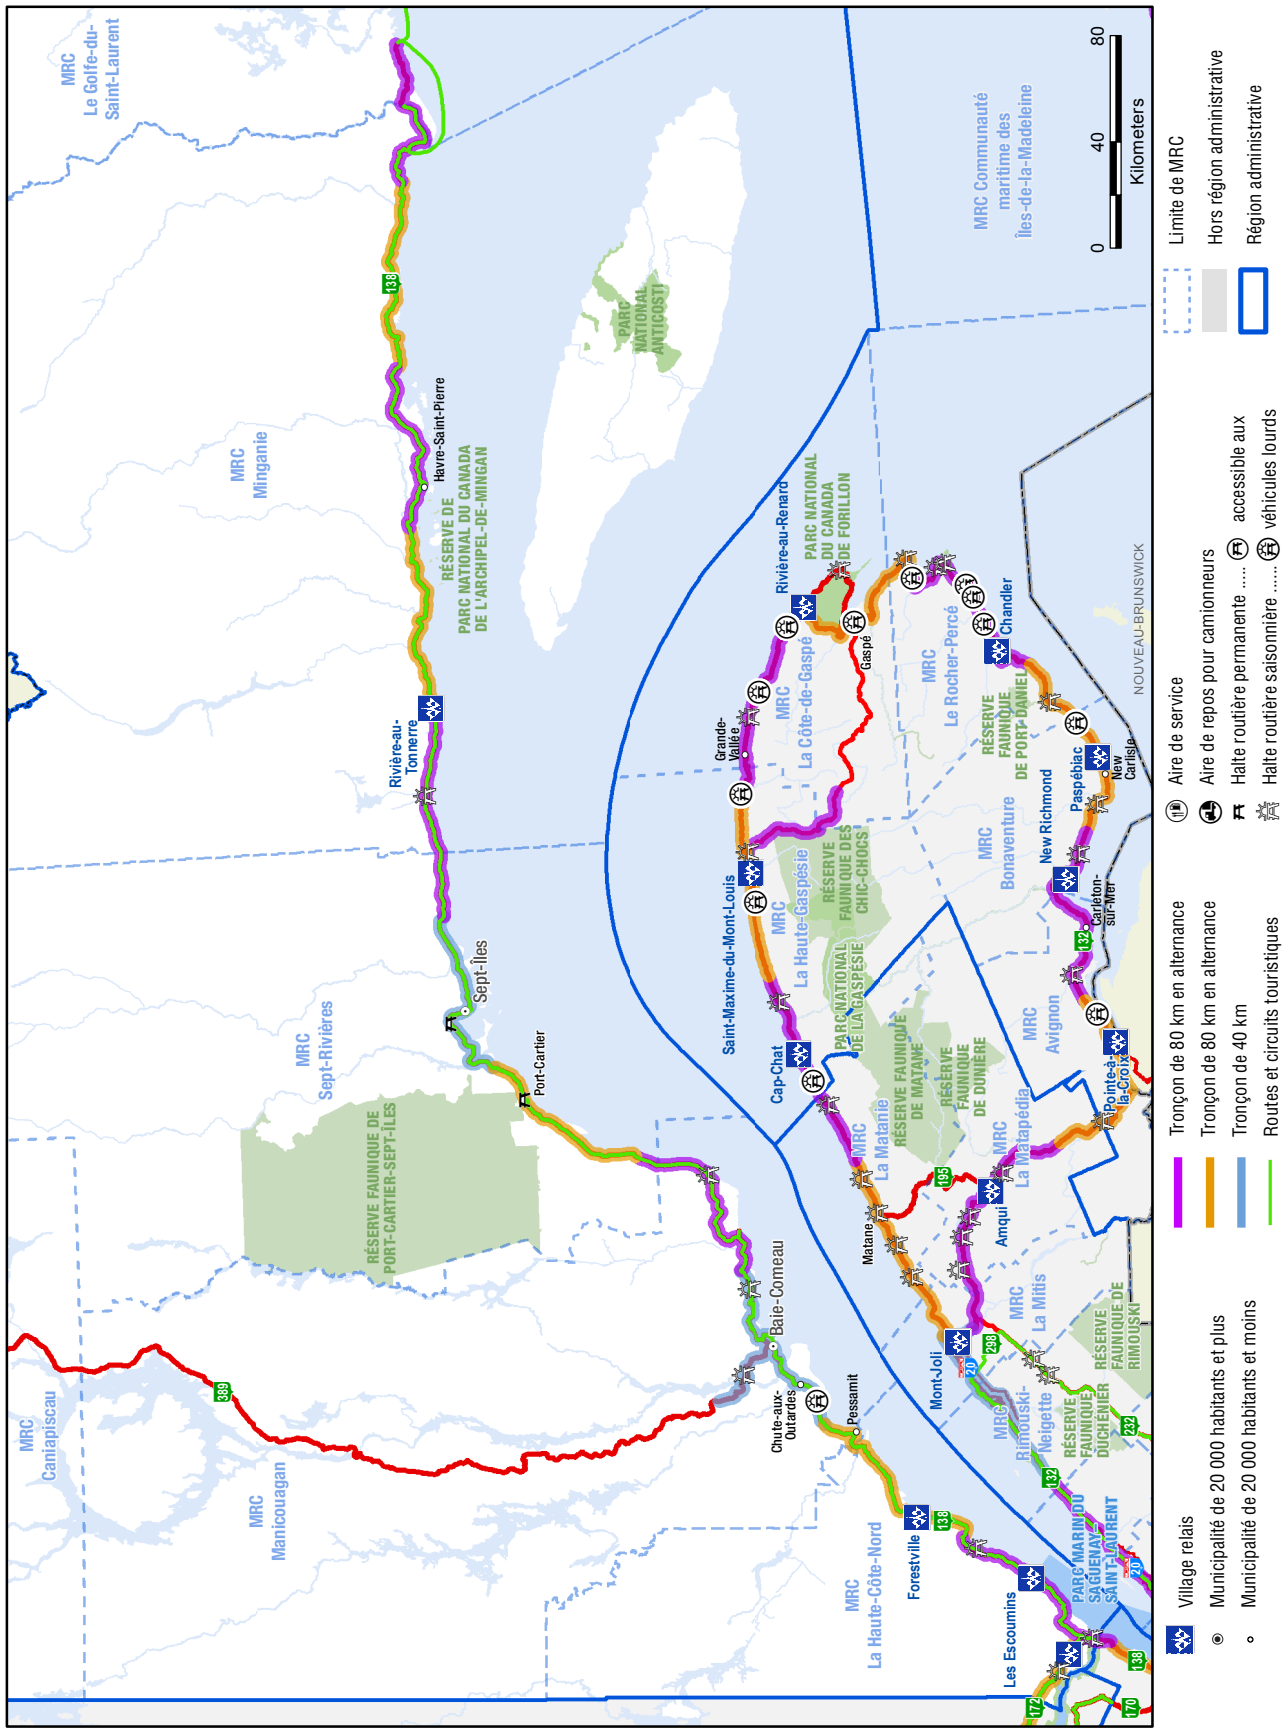 MRC
Caniapiscau
389
MRC
Manicouagan
RÉSERVE FAUNIQUE DE
PORT-CARTIER-SEPT-ÎLES
MRC
Sept-Rivières
MRC
Minganie
MRC
Le Golfe-du-
Saint-Laurent
138
Rivière-au-
Tonnerre
Havre-Saint-Pierre
RÉSERVE DE
PARC NATIONAL DU CANADA
DE L'ARCHIPEL-DE-MINGAN
Sept-Îles
Port-Cartier
PARC
NATIONAL
ANTICOSTI
Baie-Comeau
Chute-aux-
Outardes
Pessamit
MRC
La Haute-Côte-Nord
Forestville
138
Les Escoumins
172
170
138
PARC MARIN DU
SAGUENAY–
SAINT-LAURENT
20
132
MRC
Rimouski-
Neigette
RÉSERVE
FAUNIQUE
DUCHÉNIER
232
RÉSERVE
FAUNIQUE DE
RIMOUSKI
298
20
Mont-Joli
MRC
La Mitis
Matane
195
Amqui
MRC
La Matanie
MRC
La Matapédia
RÉSERVE FAUNIQUE
DE MATANE
RÉSERVE
FAUNIQUE
DE DUNIÈRE
Cap-Chat
PARC NATIONAL
DE LA GASPÉSIE
Saint-Maxime-du-Mont-Louis
MRC
La Haute-Gaspésie
RÉSERVE
FAUNIQUE DES
CHIC-CHOCS
Grande-
Vallée
MRC
La Côte-de-Gaspé
Rivière-au-Renard
PARC NATIONAL
DU CANADA
DE FORILLON
Gaspé
MRC
Le Rocher-Percé
Chandler
RÉSERVE
FAUNIQUE
DE PORT-DANIEL
Paspébiac
New
Carlisle
New Richmond
MRC
Bonaventure
Carleton-
sur-Mer
132
MRC
Avignon
Pointe-à-
la-Croix
NOUVEAU-BRUNSWICK
MRC Communauté
maritime des
Îles-de-la-Madeleine
0 40 80
Kilometers
Village relais
Municipalité de 20 000 habitants et plus
Municipalité de 20 000 habitants et moins
Tronçon de 80 km en alternance
Tronçon de 80 km en alternance
Tronçon de 40 km
Routes et circuits touristiques
Aire de service
Aire de repos pour camionneurs
Halte routière permanente ...... accessible aux
Halte routière saisonnière ...... véhicules lourds
Limite de MRC
Hors région administrative
Région administrative